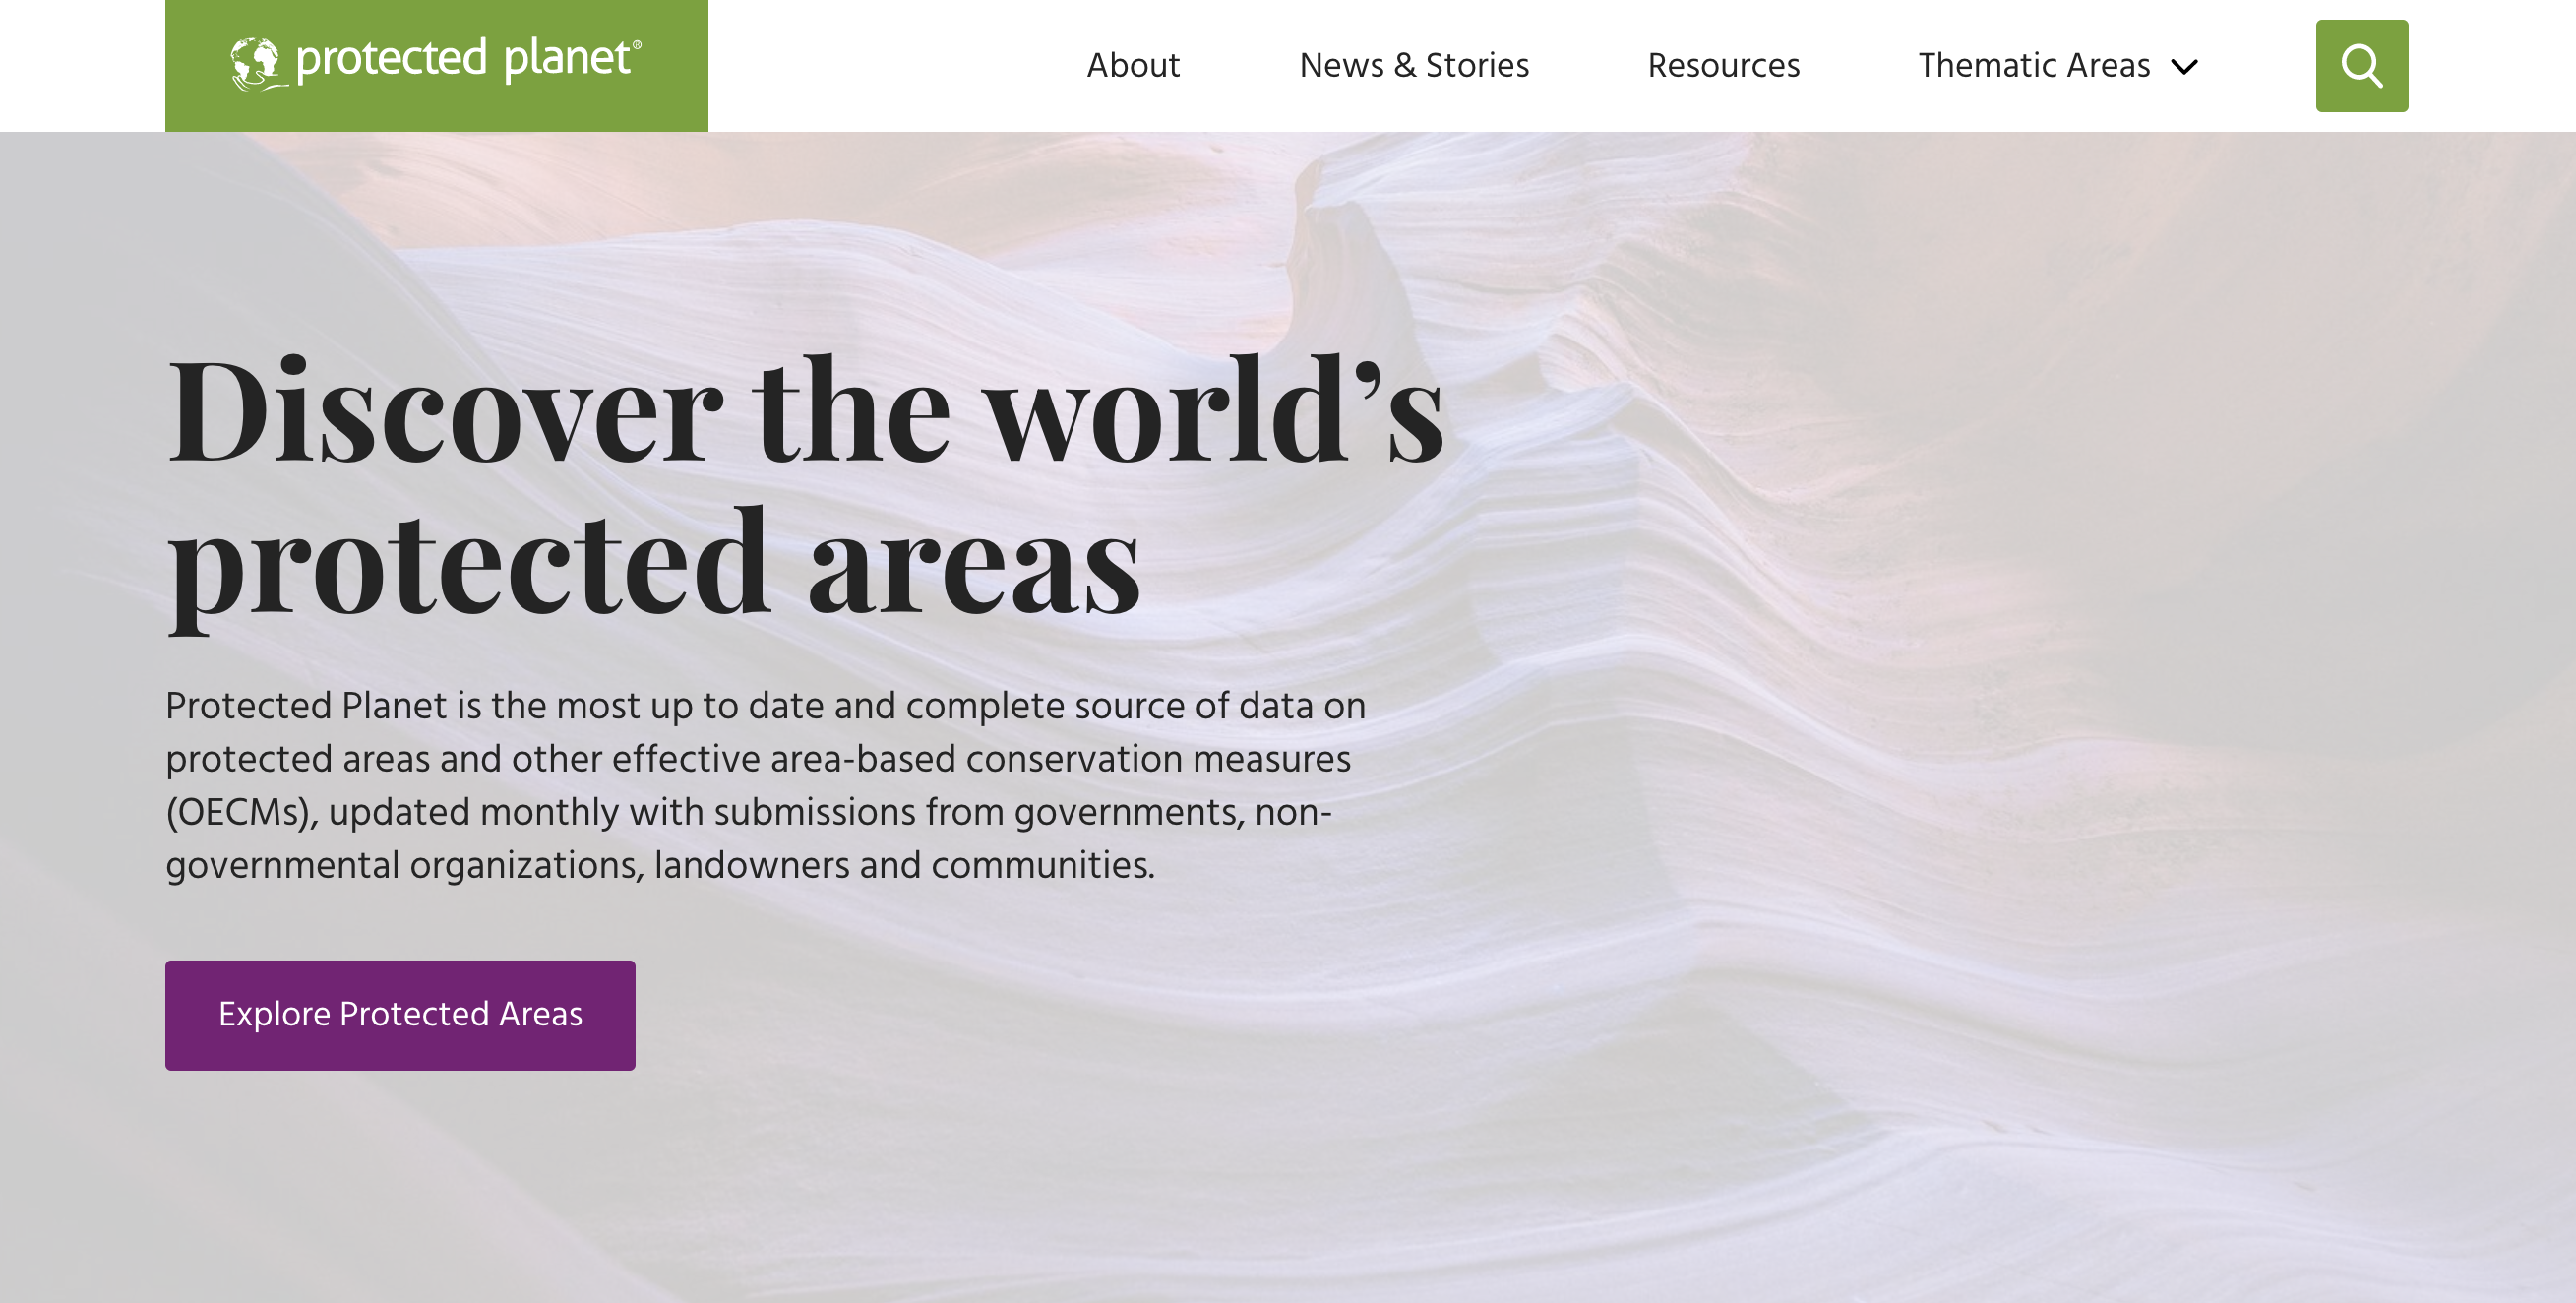 protected planet®
About
News & Stories
Resources
Thematic Areas
Discover the world’s
protected areas
Protected Planet is the most up to date and complete source of data on
protected areas and other effective area-based conservation measures
(OECMs), updated monthly with submissions from governments, non-
governmental organizations, landowners and communities.
Explore Protected Areas